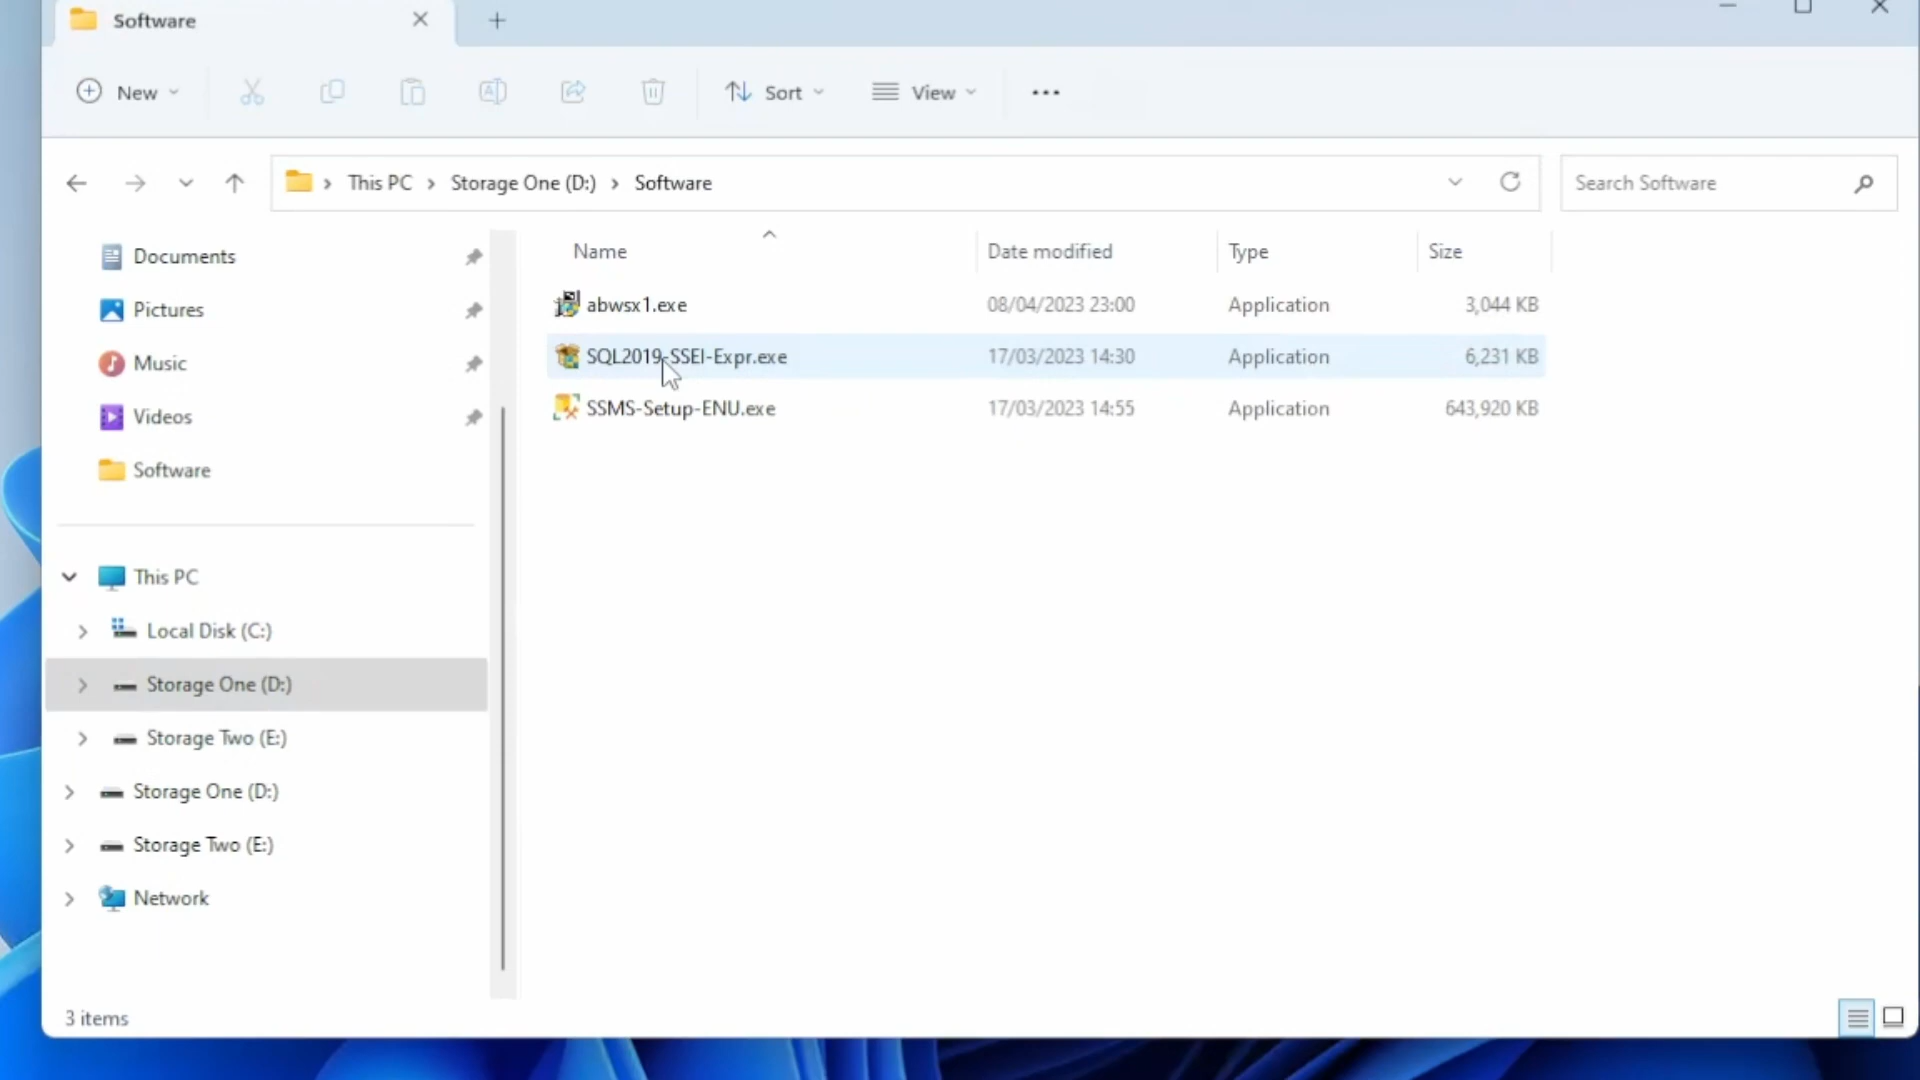 Software
New
Sort
View
This PC
Storage One (D:)
Software
Search Software
Documents
Pictures
Music
Videos
Software
This PC
Local Disk (C:)
Storage One (D:)
Storage Two (E:)
Storage One (D:)
Storage Two (E:)
Network
Name Date modified Type Size
abwsx1.exe 08/04/2023 23:00 Application 3,044 KB
SQL2019-SSEI-Expr.exe 17/03/2023 14:30 Application 6,231 KB
SSMS-Setup-ENU.exe 17/03/2023 14:55 Application 643,920 KB
3 items